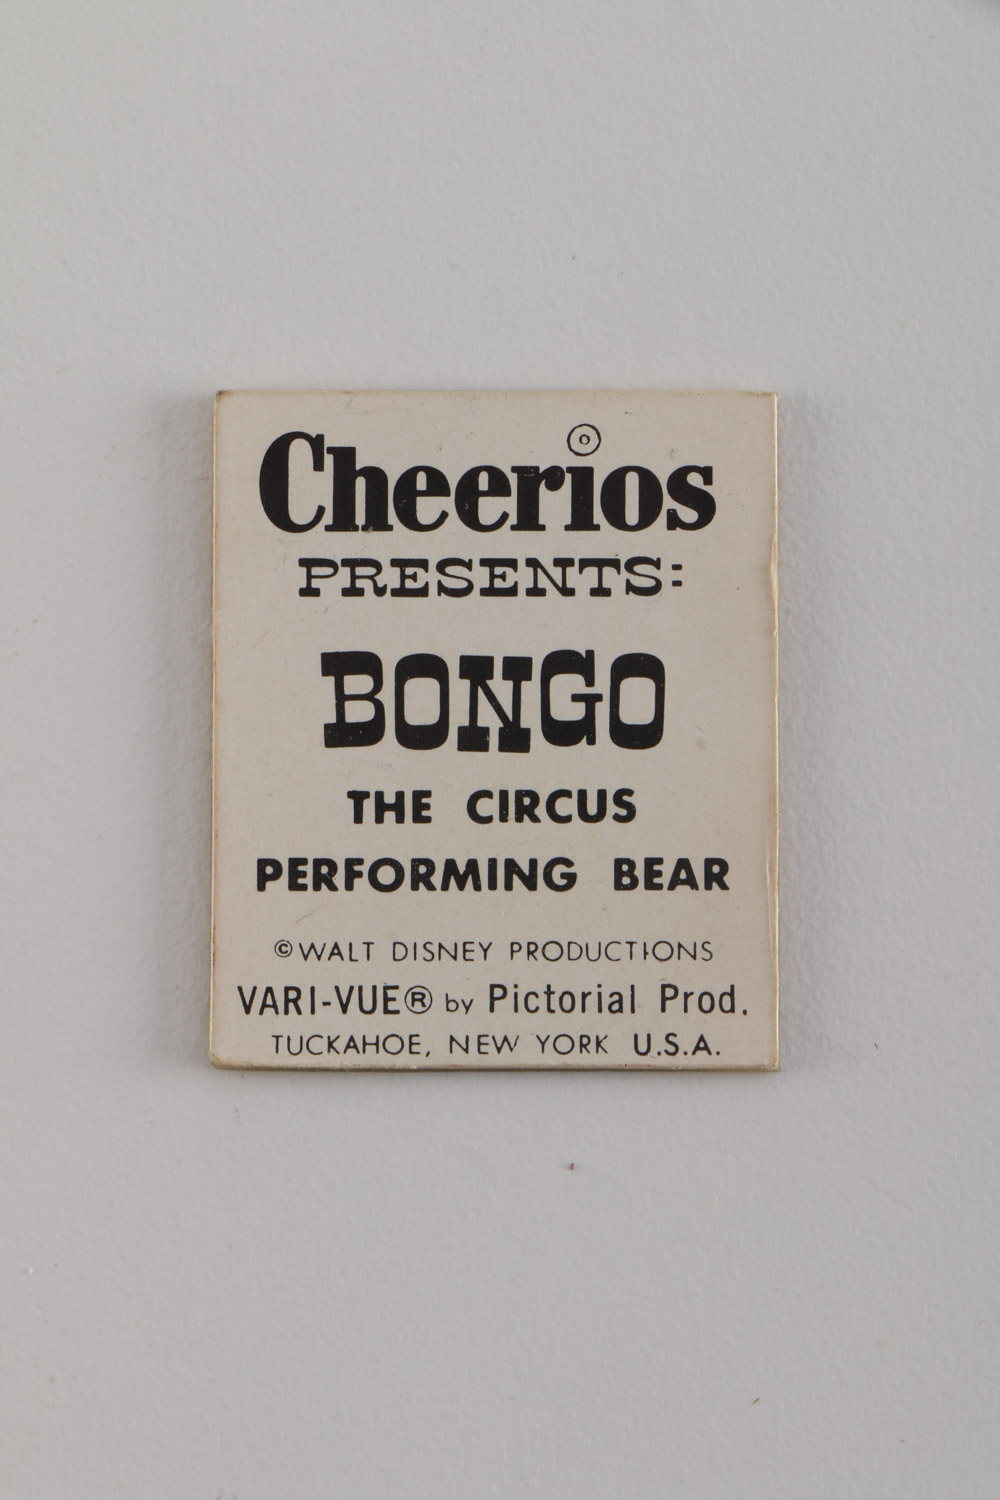 Cheerios
PRESENTS:
BONGO
THE CIRCUS
PERFORMING BEAR
©WALT DISNEY PRODUCTIONS
VARI-VUE® by Pictorial Prod.
TUCKAHOE, NEW YORK U.S.A.